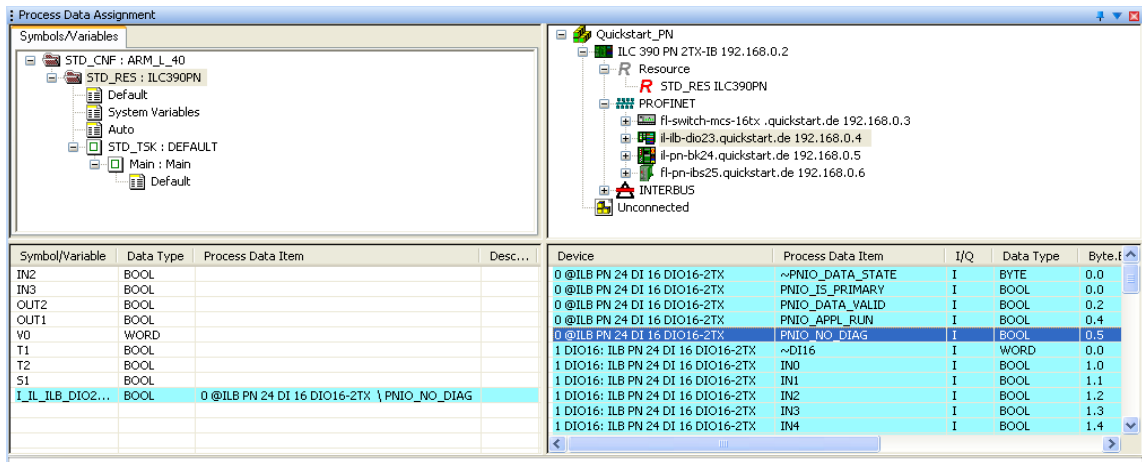 Process Data Assignment
Symbols/Variables
STD_CNF : ARM_L_40
STD_RES : ILC390PN
Default
System Variables
Auto
STD_TSK : DEFAULT
Main : Main
Default
Quickstart_PN
ILC 390 PN 2TX-IB 192.168.0.2
R Resource
R STD_RES ILC390PN
PROFINET
fl-switch-mcs-16tx .quickstart.de 192.168.0.3
il-ilb-dio23.quickstart.de 192.168.0.4
il-pn-bk24.quickstart.de 192.168.0.5
fl-pn-ibs25.quickstart.de 192.168.0.6
INTERBUS
Unconnected
Symbol/Variable Data Type Process Data Item Desc...
IN2 BOOL
IN3 BOOL
OUT2 BOOL
OUT1 BOOL
V0 WORD
T1 BOOL
T2 BOOL
S1 BOOL
I_IL_ILB_DIO2... BOOL 0 @ILB PN 24 DI 16 DIO16-2TX \ PNIO_NO_DIAG
Device Process Data Item I/Q Data Type Byte.B
0 @ILB PN 24 DI 16 DIO16-2TX ~PNIO_DATA_STATE I BYTE 0.0
0 @ILB PN 24 DI 16 DIO16-2TX PNIO_IS_PRIMARY I BOOL 0.0
0 @ILB PN 24 DI 16 DIO16-2TX PNIO_DATA_VALID I BOOL 0.2
0 @ILB PN 24 DI 16 DIO16-2TX PNIO_APPL_RUN I BOOL 0.4
0 @ILB PN 24 DI 16 DIO16-2TX PNIO_NO_DIAG I BOOL 0.5
1 DIO16: ILB PN 24 DI 16 DIO16-2TX ~DI16 I WORD 0.0
1 DIO16: ILB PN 24 DI 16 DIO16-2TX IN0 I BOOL 1.0
1 DIO16: ILB PN 24 DI 16 DIO16-2TX IN1 I BOOL 1.1
1 DIO16: ILB PN 24 DI 16 DIO16-2TX IN2 I BOOL 1.2
1 DIO16: ILB PN 24 DI 16 DIO16-2TX IN3 I BOOL 1.3
1 DIO16: ILB PN 24 DI 16 DIO16-2TX IN4 I BOOL 1.4